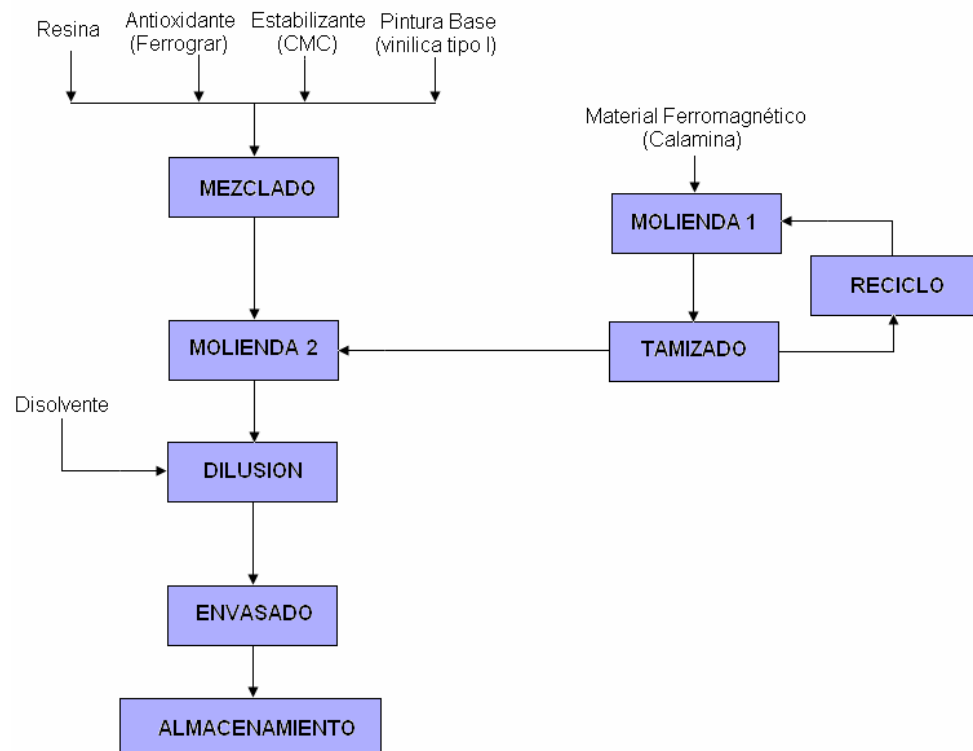 Resina
Antioxidante
(Ferrograr)
Estabilizante
(CMC)
Pintura Base
(vinilica tipo I)
Material Ferromagnético
(Calamina)
MEZCLADO
MOLIENDA 1
RECICLO
MOLIENDA 2
TAMIZADO
Disolvente
DILUSION
ENVASADO
ALMACENAMIENTO